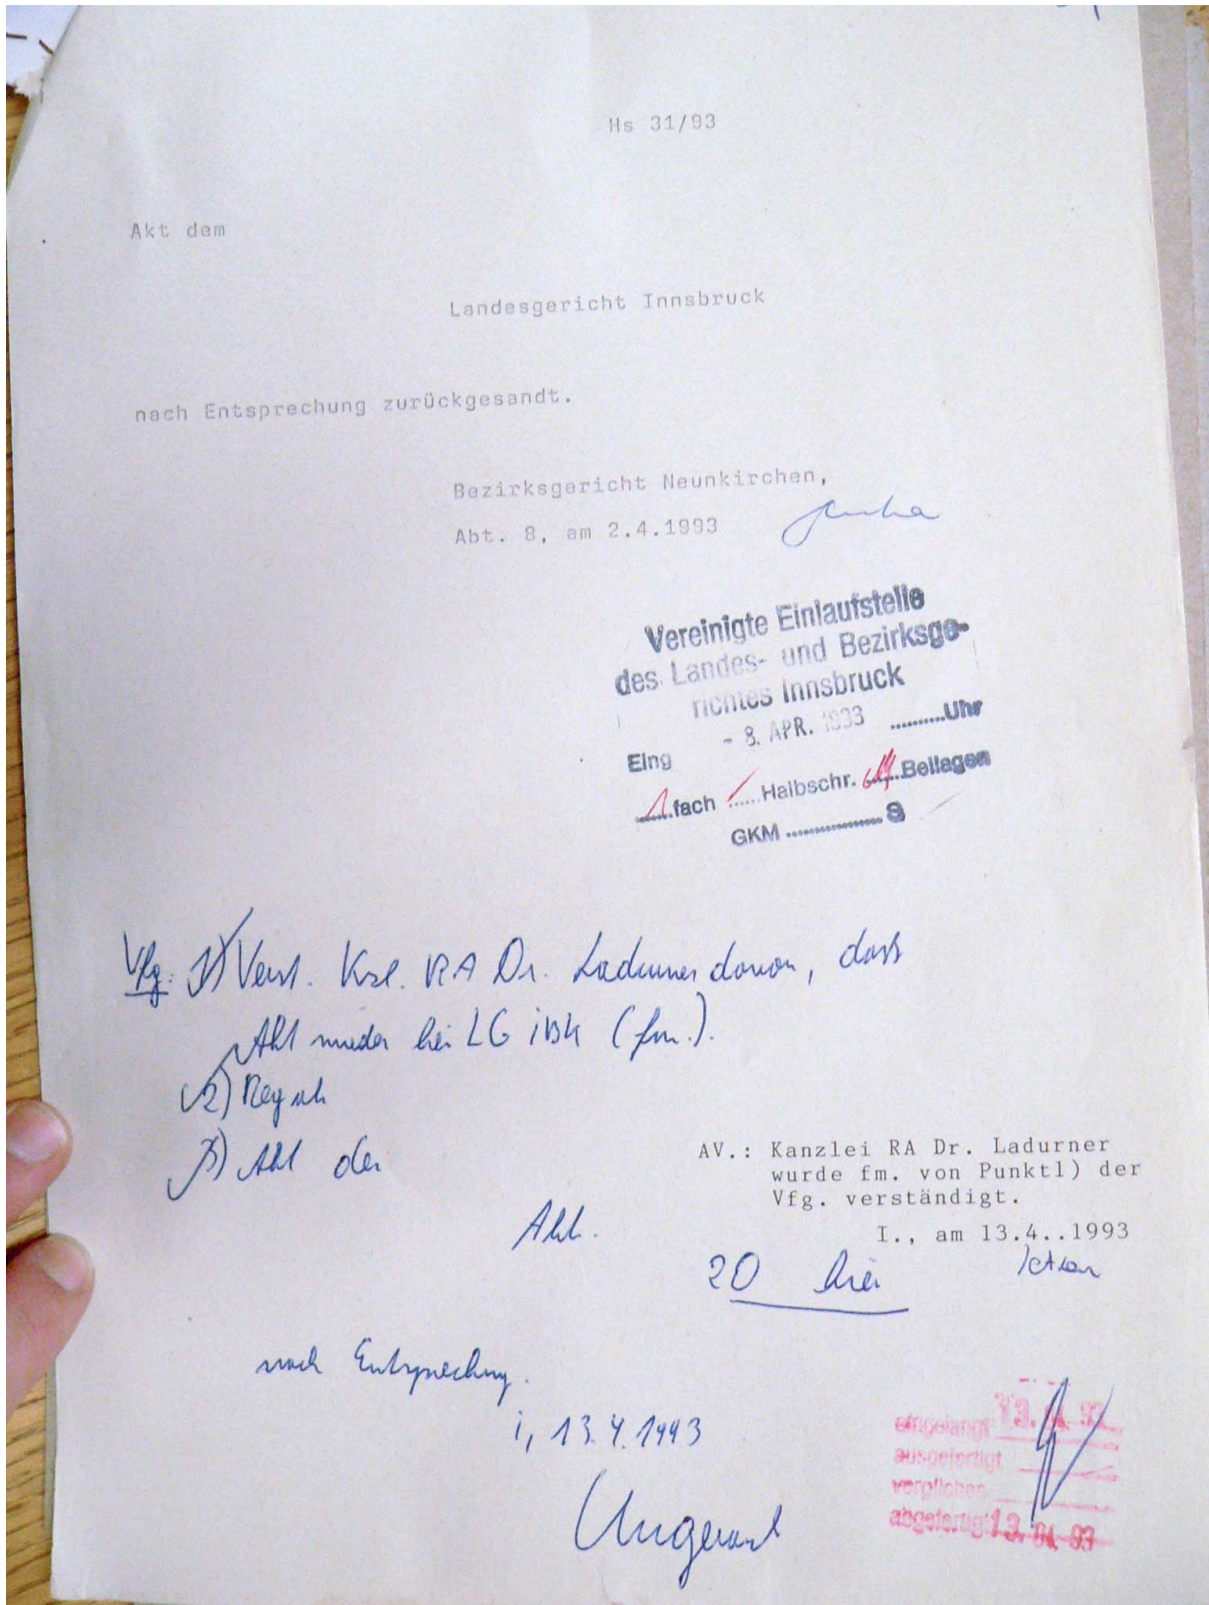 Hs 31/93
Akt dem
Landesgericht Innsbruck
nach Entsprechung zurückgesandt.
Bezirksgericht Neunkirchen,
Abt. 8, am 2.4.1993
Vereinigte Einlaufstelle
des Landes- und Bezirksge-
richtes Innsbruck
Eing - 8. APR. 1993 ..........Uhr
1 fach ......Halbschr. ......Beilagen
GKM ................. S
Vfg: 1) Verst. Kzl. RA Dr. Ladurner davon, dass
Akt wieder bei LG ibk (fm.).
2) Reg
3) Akt der
Abt.
AV.: Kanzlei RA Dr. Ladurner
wurde fm. von Punkt1) der
Vfg. verständigt.
I., am 13.4..1993
20 hier
nach Entsprechung.
i, 13.4.1993
eingelangt 13. 04. 93
ausgefertigt
verglichen
abgefertigt 13. 04. 93